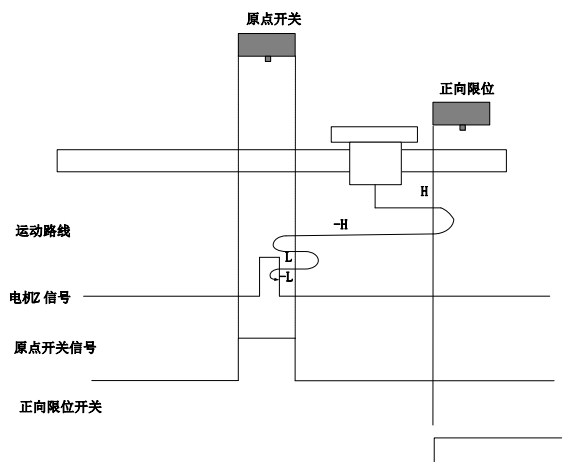 原点开关
正向限位
H
-H
运动路线
L
-L
电机Z 信号
原点开关信号
正向限位开关